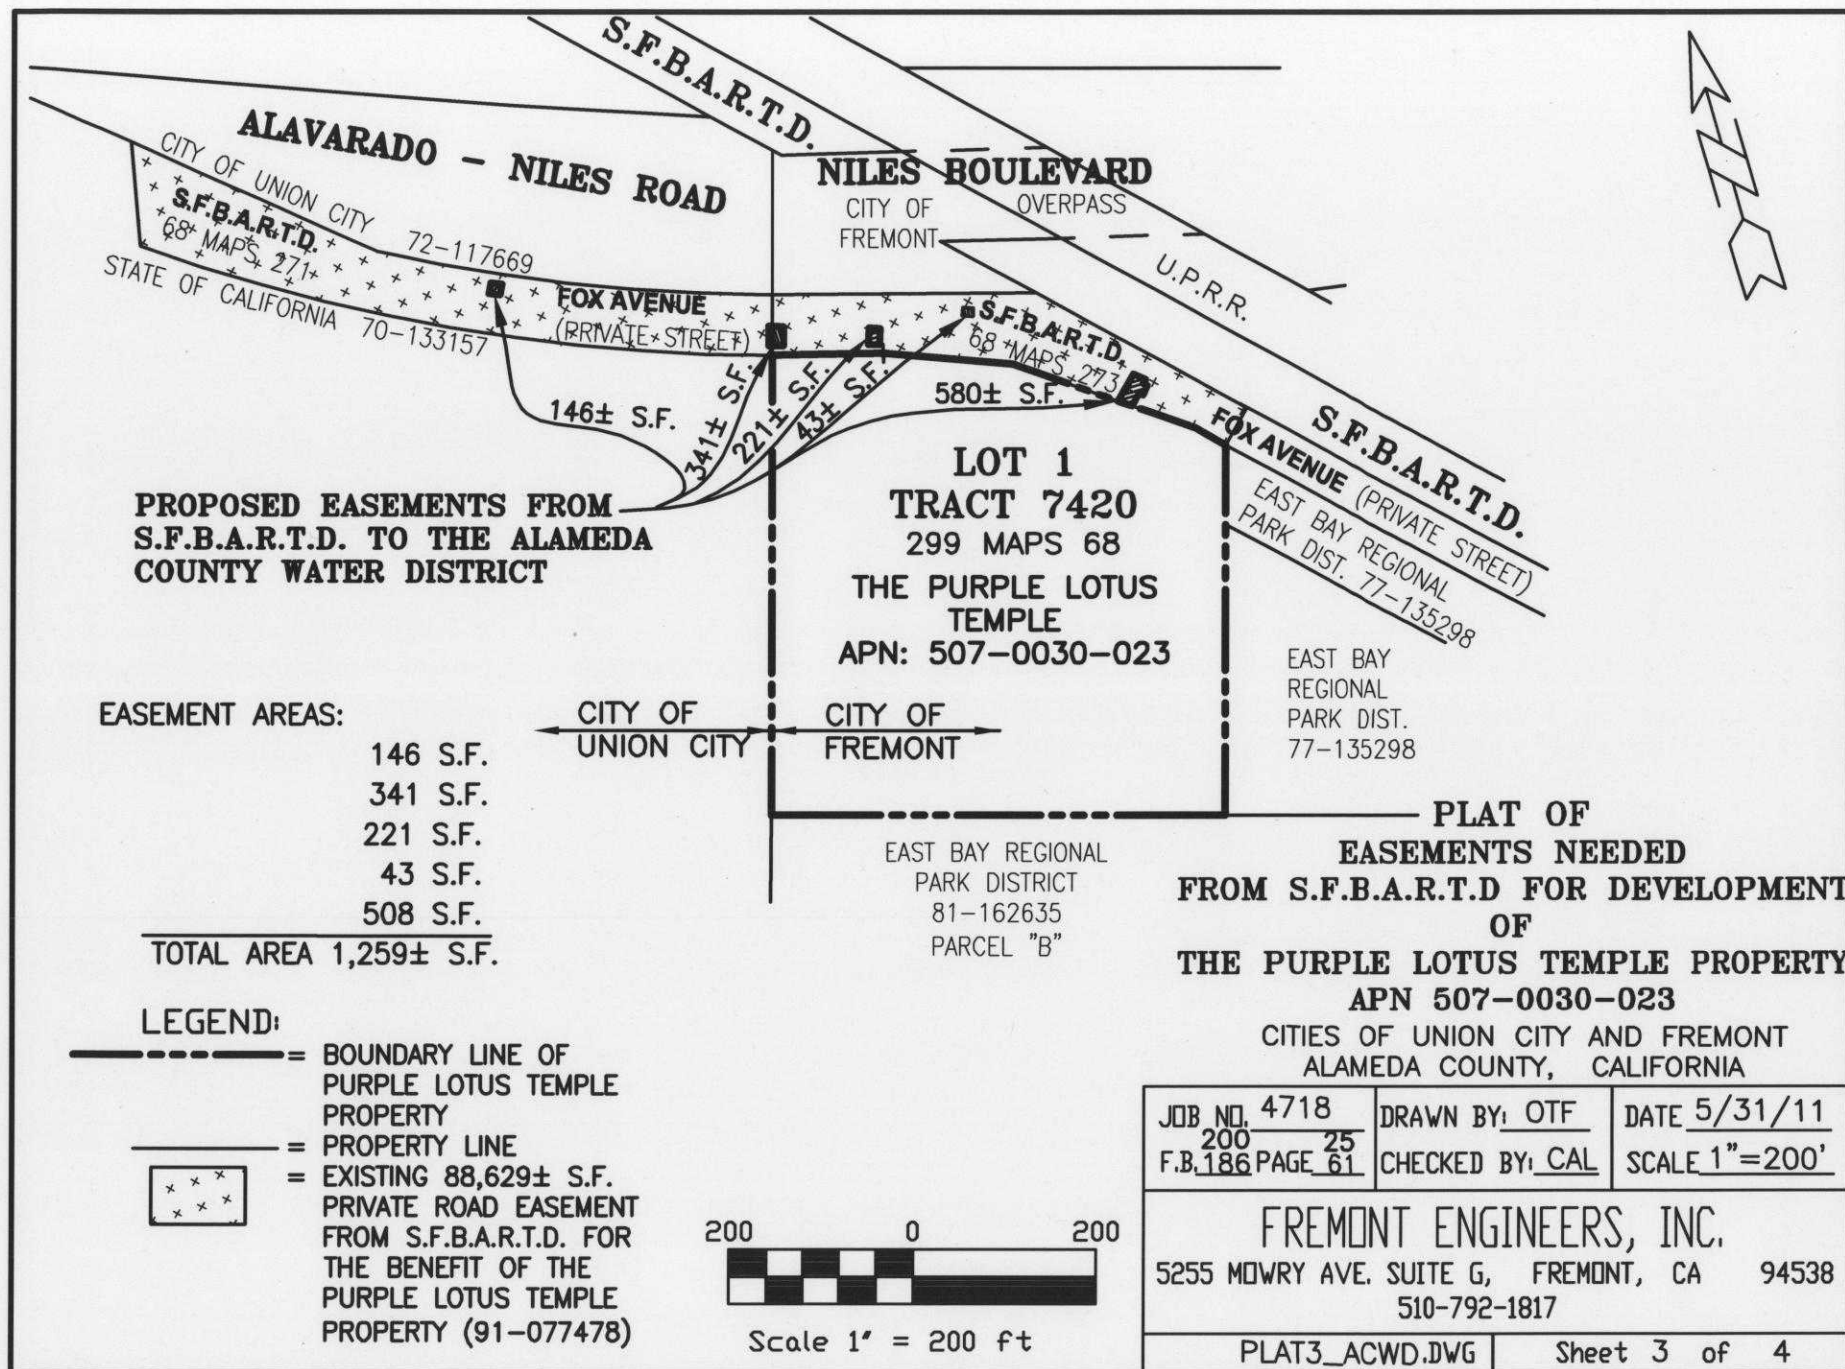 S.F.B.A.R.T.D.
ALAVARADO - NILES ROAD
NILES BOULEVARD
OVERPASS
CITY OF
FREMONT
U.P.R.R.
CITY OF UNION CITY
72-117669
S.F.B.A.R.T.D.
68 MAPS 271
STATE OF CALIFORNIA 70-133157
FOX AVENUE
(PRIVATE STREET)
S.F.B.A.R.T.D.
68 MAPS 273
S.F.B.A.R.T.D.
FOX AVENUE (PRIVATE STREET)
EAST BAY REGIONAL
PARK DIST. 77-135298
146± S.F.
341± S.F.
221± S.F.
43± S.F.
580± S.F.
PROPOSED EASEMENTS FROM
S.F.B.A.R.T.D. TO THE ALAMEDA
COUNTY WATER DISTRICT
LOT 1
TRACT 7420
299 MAPS 68
THE PURPLE LOTUS
TEMPLE
APN: 507-0030-023
EAST BAY
REGIONAL
PARK DIST.
77-135298
CITY OF
UNION CITY
CITY OF
FREMONT
EASEMENT AREAS:
146 S.F.
341 S.F.
221 S.F.
43 S.F.
508 S.F.
TOTAL AREA 1,259± S.F.
EAST BAY REGIONAL
PARK DISTRICT
81-162635
PARCEL "B"
PLAT OF
EASEMENTS NEEDED
FROM S.F.B.A.R.T.D FOR DEVELOPMENT
OF
THE PURPLE LOTUS TEMPLE PROPERTY
APN 507-0030-023
CITIES OF UNION CITY AND FREMONT
ALAMEDA COUNTY, CALIFORNIA
LEGEND:
= BOUNDARY LINE OF
PURPLE LOTUS TEMPLE
PROPERTY
= PROPERTY LINE
= EXISTING 88,629± S.F.
PRIVATE ROAD EASEMENT
FROM S.F.B.A.R.T.D. FOR
THE BENEFIT OF THE
PURPLE LOTUS TEMPLE
PROPERTY (91-077478)
200 0 200
Scale 1" = 200 ft
JOB NO. 4718
DRAWN BY: OTF
DATE 5/31/11
200 25
F.B. 186 PAGE 61
CHECKED BY: CAL
SCALE 1"=200'
FREMONT ENGINEERS, INC.
5255 MOWRY AVE. SUITE G, FREMONT, CA 94538
510-792-1817
PLAT3_ACWD.DWG
Sheet 3 of 4